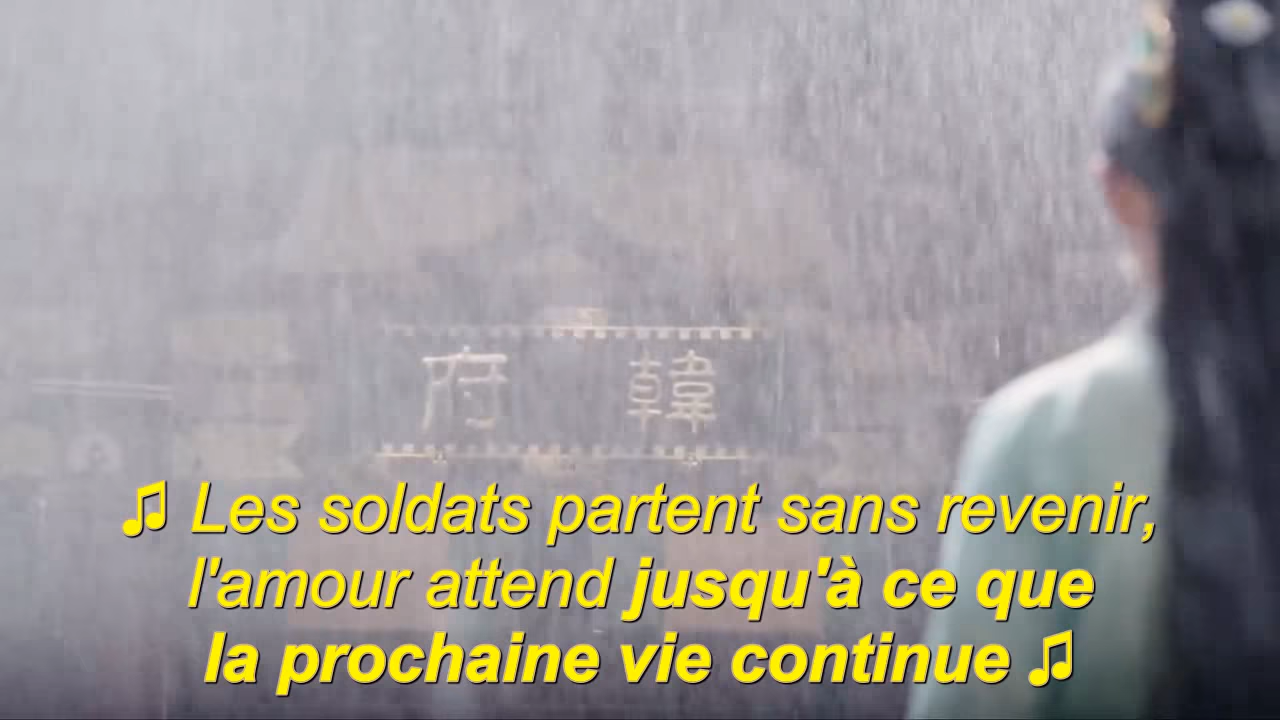 韓府
♫ Les soldats partent sans revenir,
l'amour attend jusqu'à ce que
la prochaine vie continue ♫